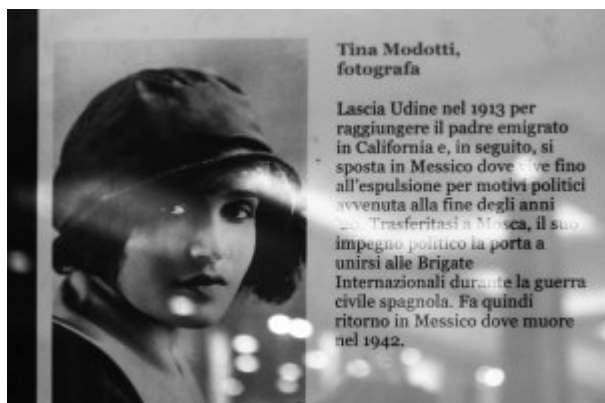 Tina Modotti,
fotografa
Lascia Udine nel 1913 per
raggiungere il padre emigrato
in California e, in seguito, si
sposta in Messico dove vive fino
all'espulsione per motivi politici
avvenuta alla fine degli anni
'20. Trasferitasi a Mosca, il suo
impegno politico la porta a
unirsi alle Brigate
Internazionali durante la guerra
civile spagnola. Fa quindi
ritorno in Messico dove muore
nel 1942.